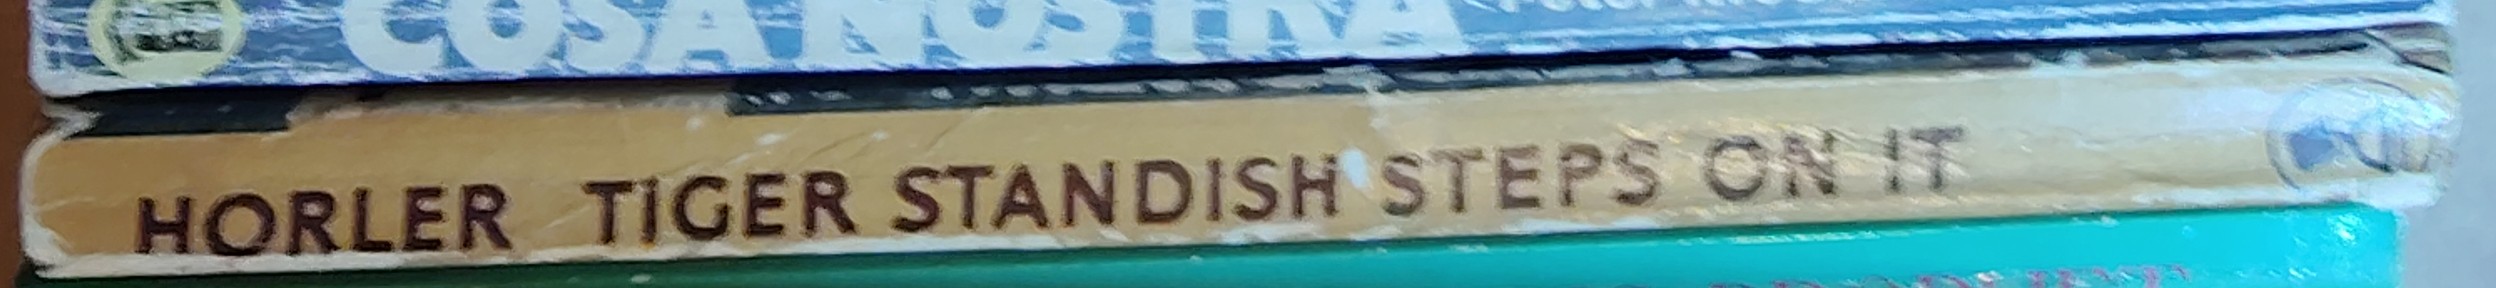 COSA NOSTRA
HORLER TIGER STANDISH STEPS ON IT